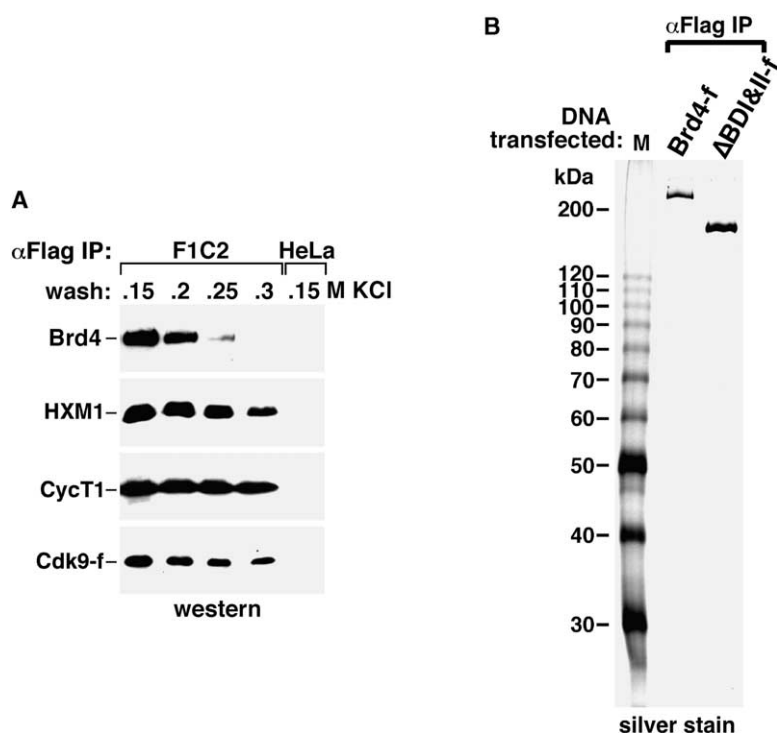 A
αFlag IP: F1C2 HeLa
wash: .15 .2 .25 .3 .15 M KCl
Brd4
HXM1
CycT1
Cdk9-f
western
B
αFlag IP
DNA transfected: M Brd4-f ΔBDI&II-f
kDa
200
120
110
100
90
80
70
60
50
40
30
silver stain